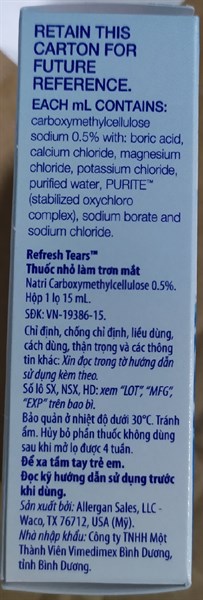 RETAIN THIS
CARTON FOR
FUTURE
REFERENCE.
EACH mL CONTAINS:
carboxymethylcellulose
sodium 0.5% with: boric acid,
calcium chloride, magnesium
chloride, potassium chloride,
purified water, PURITE™
(stabilized oxychloro
complex), sodium borate and
sodium chloride.
Refresh Tears™
Thuốc nhỏ làm trơn mắt
Natri Carboxymethylcellulose 0.5%.
Hộp 1 lọ 15 mL.
SĐK: VN-19386-15.
Chỉ định, chống chỉ định, liều dùng,
cách dùng, thận trọng và các thông
tin khác: Xin đọc trong tờ hướng dẫn
sử dụng kèm theo.
Số lô SX, NSX, HD: xem "LOT", "MFG",
"EXP" trên bao bì.
Bảo quản ở nhiệt độ dưới 30°C. Tránh
ẩm. Hủy bỏ phần thuốc không dùng
sau khi mở lọ được 4 tuần.
Để xa tầm tay trẻ em.
Đọc kỹ hướng dẫn sử dụng trước
khi dùng.
Sản xuất bởi: Allergan Sales, LLC -
Waco, TX 76712, USA (Mỹ).
Nhà nhập khẩu: Công ty TNHH Một
Thành Viên Vimedimex Bình Dương,
tỉnh Bình Dương.